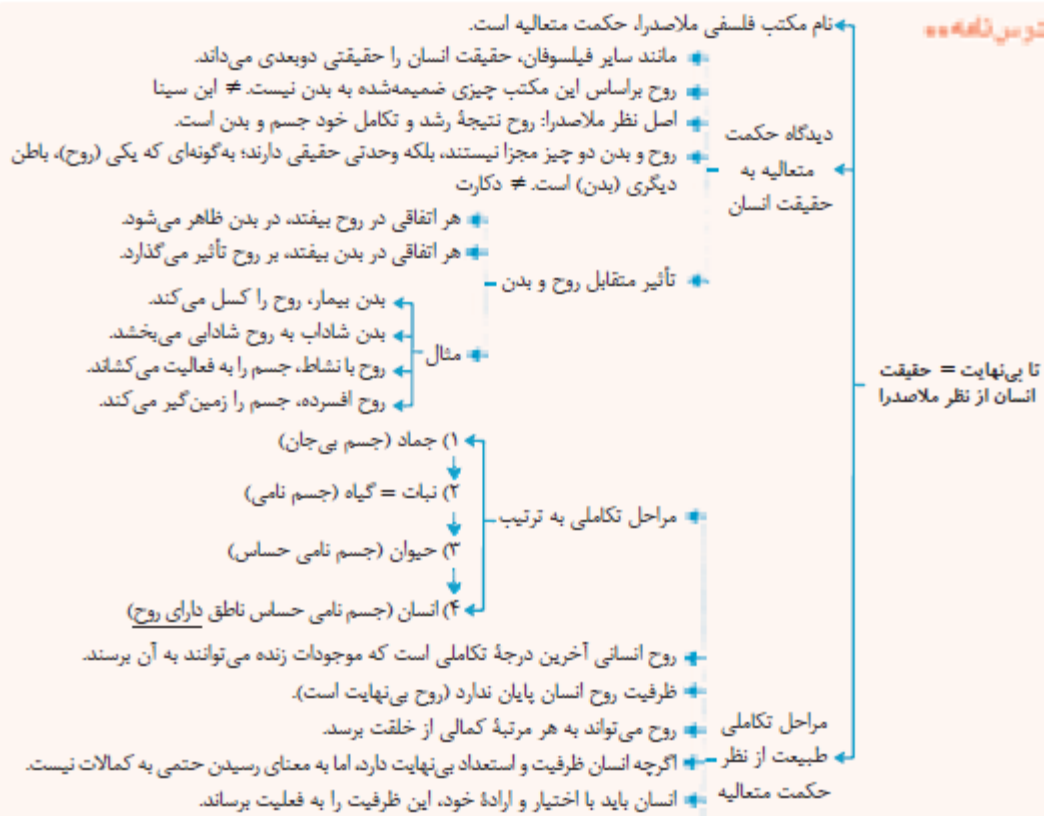 نام مکتب فلسفی ملاصدرا، حکمت متعالیه است.
مانند سایر فیلسوفان، حقیقت انسان را حقیقتی دوبعدی می‌داند.
روح براساس این مکتب چیزی ضمیمه‌شده به بدن نیست. ≠ ابن سینا
اصل نظر ملاصدرا: روح نتیجهٔ رشد و تکامل خود جسم و بدن است.
دیدگاه حکمت
متعالیه به
حقیقت انسان
روح و بدن دو چیز مجزا نیستند، بلکه وحدتی حقیقی دارند؛ به‌گونه‌ای که یکی (روح)، باطن
دیگری (بدن) است. ≠ دکارت
تأثیر متقابل روح و بدن
هر اتفاقی در روح بیفتد، در بدن ظاهر می‌شود.
هر اتفاقی در بدن بیفتد، بر روح تأثیر می‌گذارد.
مثال
بدن بیمار، روح را کسل می‌کند.
بدن شاداب به روح شادابی می‌بخشد.
روح با نشاط، جسم را به فعالیت می‌کشاند.
روح افسرده، جسم را زمین‌گیر می‌کند.
تا بی‌نهایت = حقیقت
انسان از نظر ملاصدرا
مراحل تکاملی به ترتیب
۱) جماد (جسم بی‌جان)
۲) نبات = گیاه (جسم نامی)
۳) حیوان (جسم نامی حساس)
۴) انسان (جسم نامی حساس ناطق دارای روح)
مراحل تکاملی
طبیعت از نظر
حکمت متعالیه
روح انسانی آخرین درجهٔ تکاملی است که موجودات زنده می‌توانند به آن برسند.
ظرفیت روح انسان پایان ندارد (روح بی‌نهایت است).
روح می‌تواند به هر مرتبهٔ کمالی از خلقت برسد.
اگرچه انسان ظرفیت و استعداد بی‌نهایت دارد، اما به معنای رسیدن حتمی به کمالات نیست.
انسان باید با اختیار و ارادهٔ خود، این ظرفیت را به فعلیت برساند.